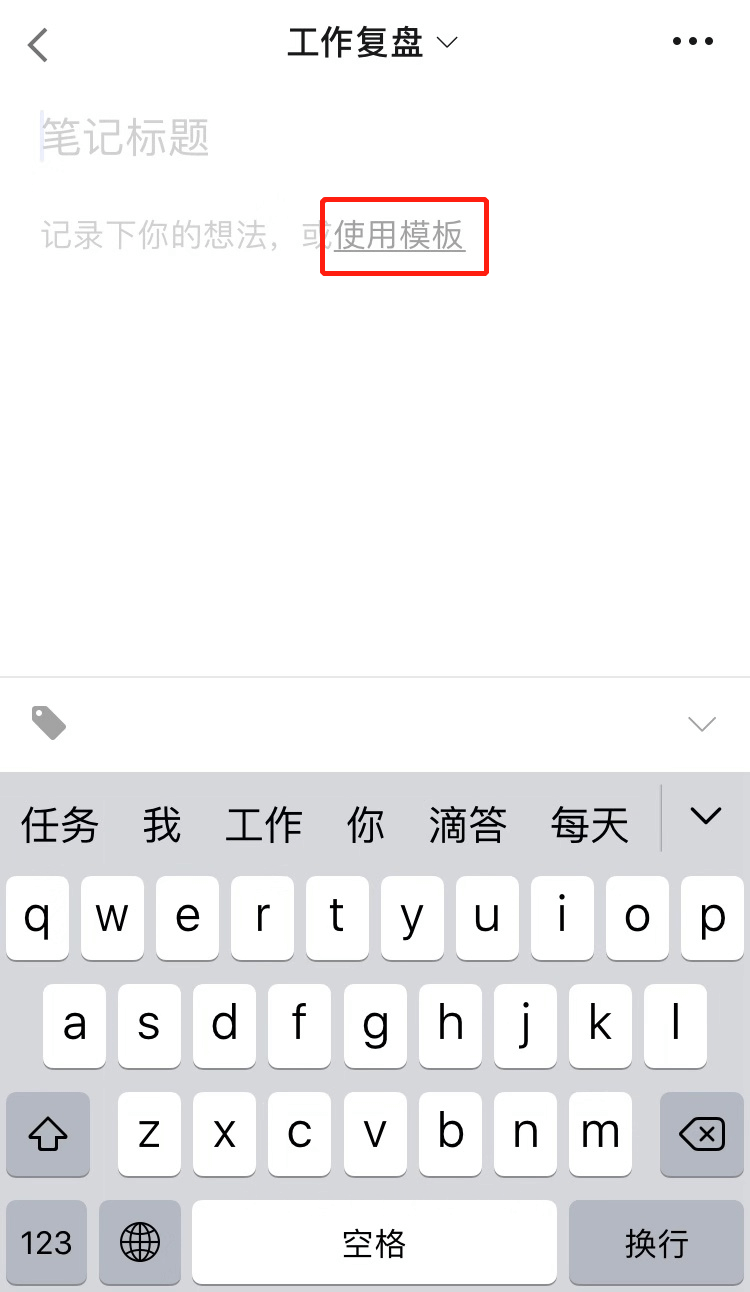 工作复盘
笔记标题
记录下你的想法，或使用模板
任务 我 工作 你 滴答 每天
q w e r t y u i o p
a s d f g h j k l
z x c v b n m
123 空格 换行